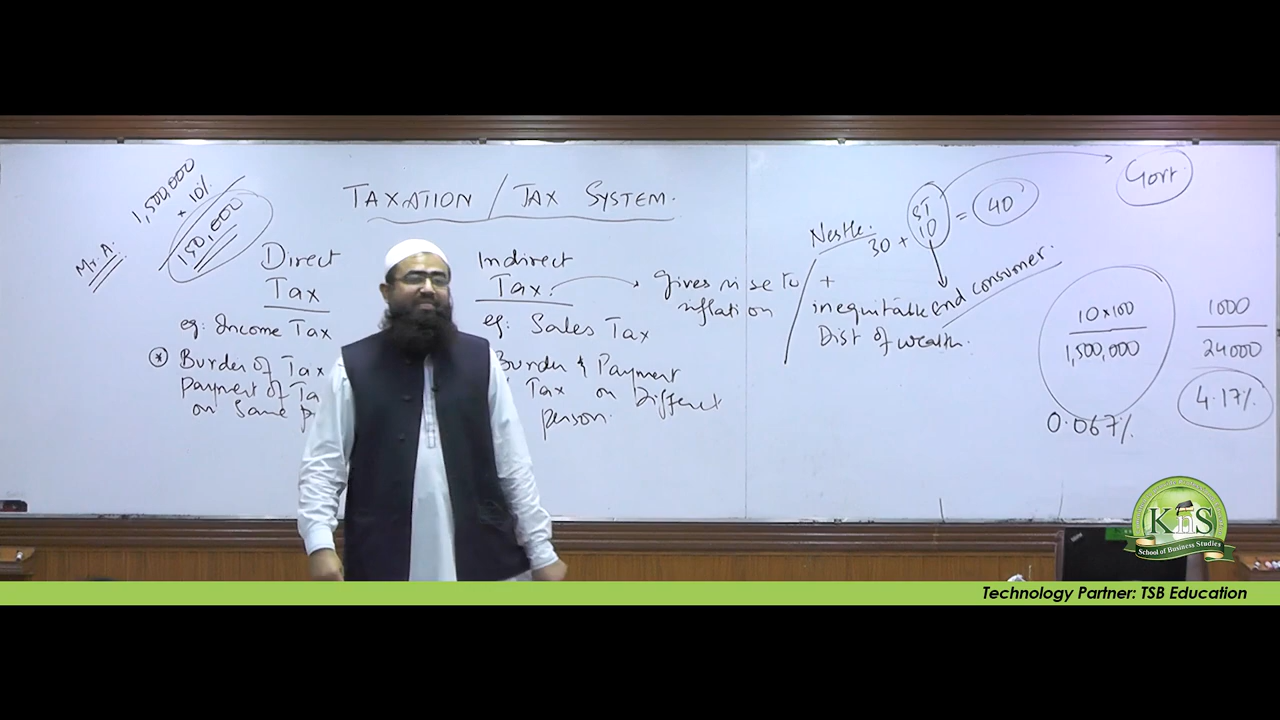 TAXATION / TAX SYSTEM.
Mr. A.
1,500,000
* 10%
150,000
Direct
Tax
eg: Income Tax
* Burden of Tax
payment of Ta
on Same p
Indirect
Tax.
eg: Sales Tax
Burden & Payment
Tax on Different
person.
gives rise to
inflation
+
inequitable
Dist of wealth.
Nestle.
30 + ST 10 = 40
Govt
end consumer.
10 x 100
1,500,000
0.067%
1000
24000
4.17%
KnS
School of Business Studies
Technology Partner: TSB Education